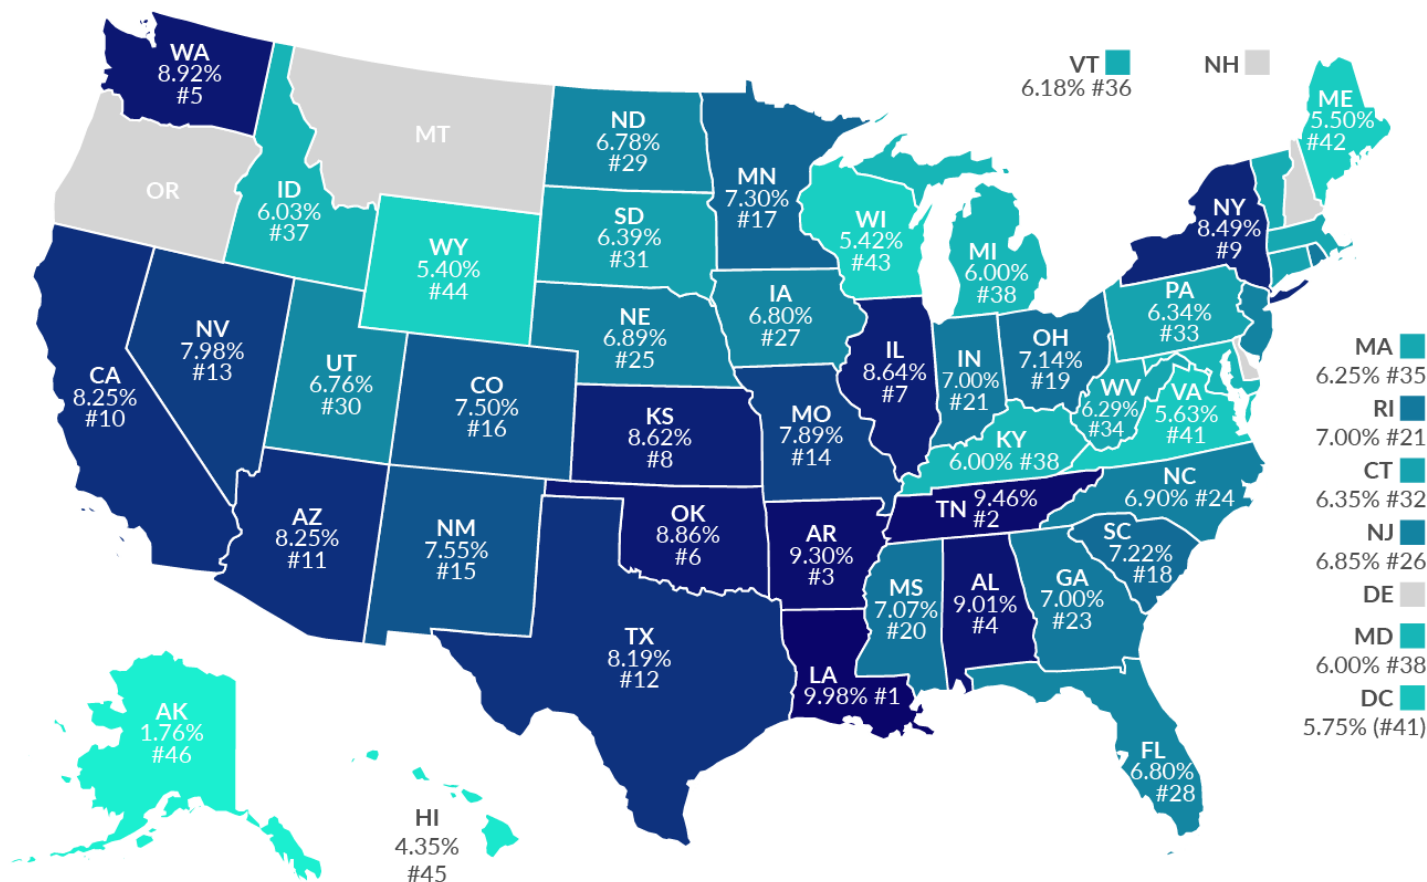 WA
8.92%
#5
MT
OR
ID
6.03%
#37
WY
5.40%
#44
ND
6.78%
#29
SD
6.39%
#31
NE
6.89%
#25
MN
7.30%
#17
WI
5.42%
#43
IA
6.80%
#27
MI
6.00%
#38
VT
6.18% #36
NH
ME
5.50%
#42
NY
8.49%
#9
PA
6.34%
#33
NV
7.98%
#13
CA
8.25%
#10
UT
6.76%
#30
CO
7.50%
#16
KS
8.62%
#8
MO
7.89%
#14
IL
8.64%
#7
IN
7.00%
#21
OH
7.14%
#19
WV
6.29%
#34
VA
5.63%
#41
KY
6.00% #38
NC
6.90% #24
TN 9.46%
#2
SC
7.22%
#18
AZ
8.25%
#11
NM
7.55%
#15
OK
8.86%
#6
AR
9.30%
#3
MS
7.07%
#20
AL
9.01%
#4
GA
7.00%
#23
TX
8.19%
#12
LA
9.98% #1
FL
6.80%
#28
AK
1.76%
#46
HI
4.35%
#45
MA
6.25% #35
RI
7.00% #21
CT
6.35% #32
NJ
6.85% #26
DE
MD
6.00% #38
DC
5.75% (#41)